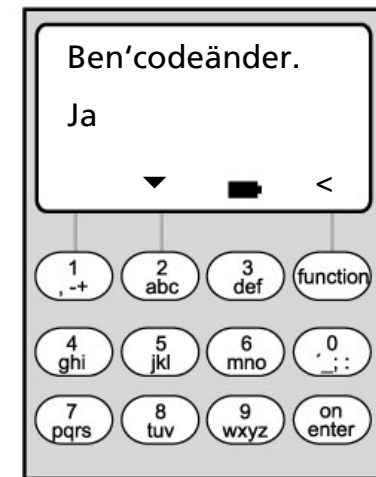 Ben‘codeänder.
Ja
<
1 2 3 function
, -+ abc def
4 5 6 0
ghi jkl mno ´_; :
7 8 9 on
pqrs tuv wxyz enter